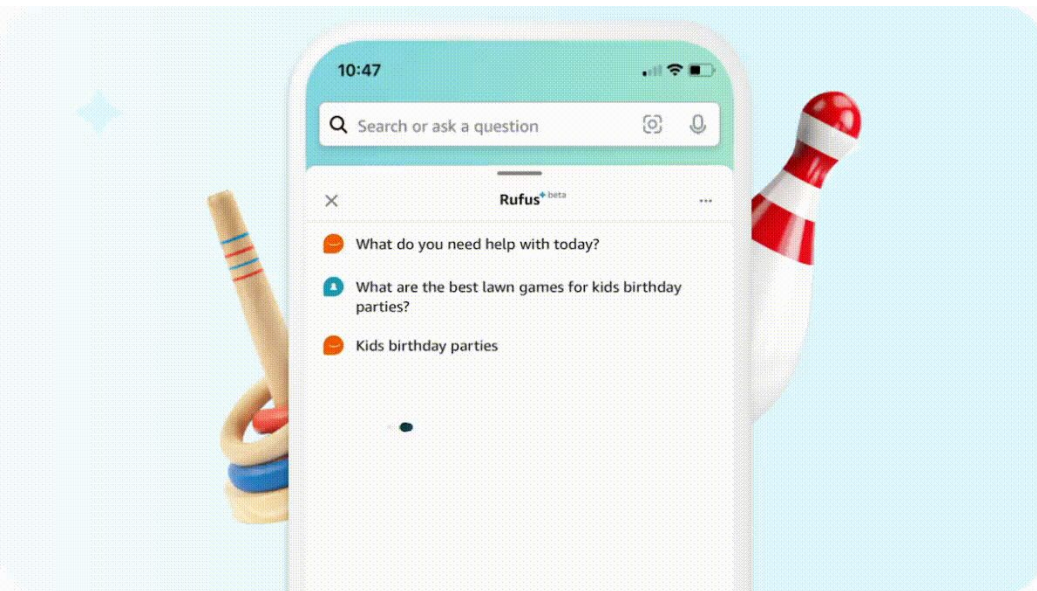 10:47
Search or ask a question
Rufus beta
What do you need help with today?
What are the best lawn games for kids birthday
parties?
Kids birthday parties